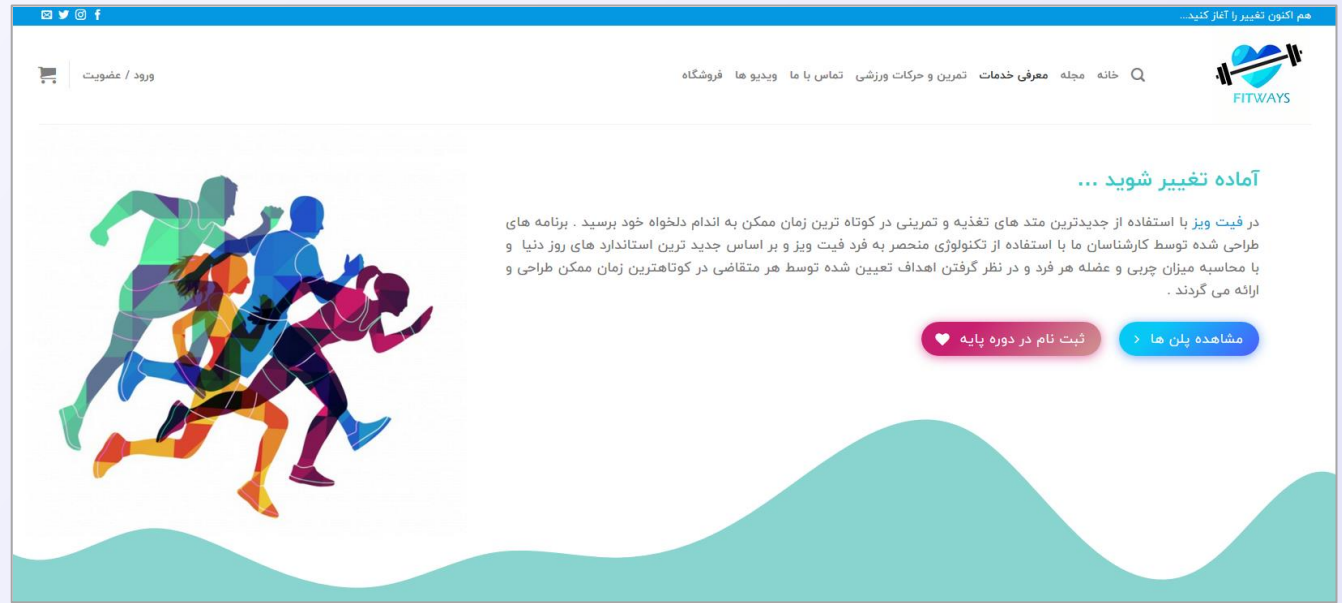 هم اکنون تغییر را آغاز کنید...
FITWAYS
خانه مجله معرفی خدمات تمرین و حرکات ورزشی تماس با ما ویدیو ها فروشگاه
ورود / عضویت
آماده تغییر شوید ...
در فیت ویز با استفاده از جدیدترین متد های تغذیه و تمرینی در کوتاه ترین زمان ممکن به اندام دلخواه خود برسید . برنامه های
طراحی شده توسط کارشناسان ما با استفاده از تکنولوژی منحصر به فرد فیت ویز و بر اساس جدید ترین استاندارد های روز دنیا و
با محاسبه میزان چربی و عضله هر فرد و در نظر گرفتن اهداف تعیین شده توسط هر متقاضی در کوتاهترین زمان ممکن طراحی و
ارائه می گردند .
مشاهده پلن ها
ثبت نام در دوره پایه